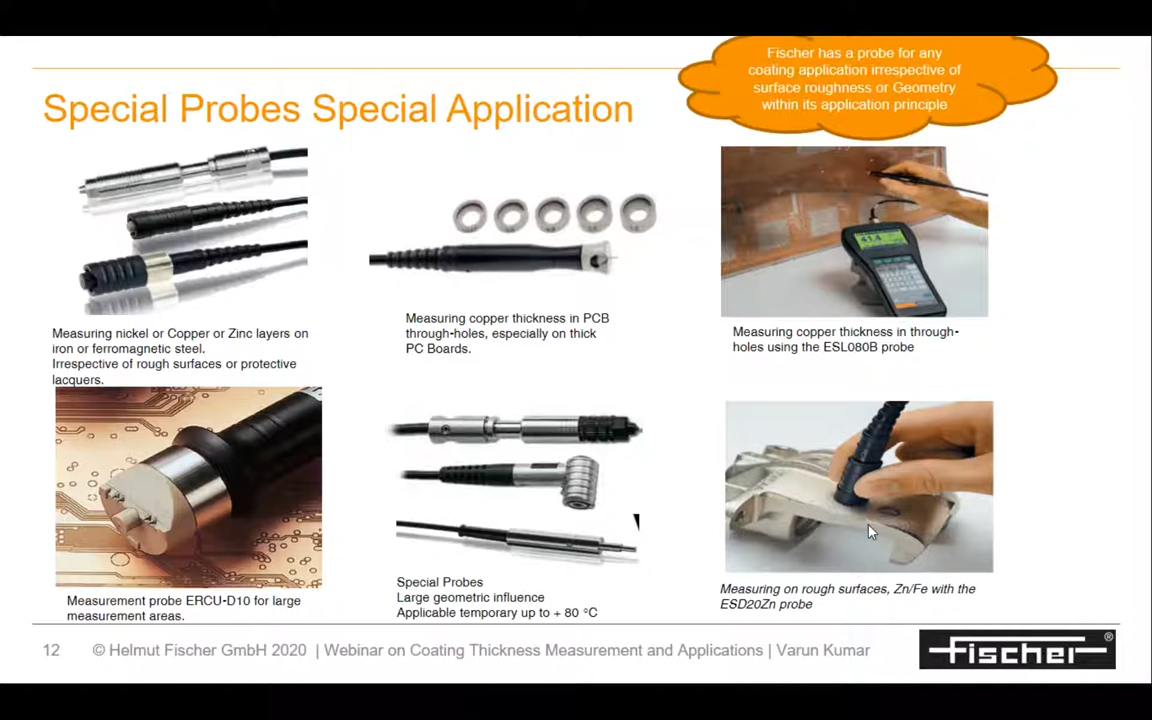 Fischer has a probe for any
coating application irrespective of
surface roughness or Geometry
within its application principle
Special Probes Special Application
Measuring nickel or Copper or Zinc layers on
iron or ferromagnetic steel.
Irrespective of rough surfaces or protective
lacquers.
Measuring copper thickness in PCB
through-holes, especially on thick
PC Boards.
Measuring copper thickness in through-
holes using the ESL080B probe
Measurement probe ERCU-D10 for large
measurement areas.
Special Probes
Large geometric influence
Applicable temporary up to + 80 °C
Measuring on rough surfaces, Zn/Fe with the
ESD20Zn probe
12 © Helmut Fischer GmbH 2020 | Webinar on Coating Thickness Measurement and Applications | Varun Kumar
fischer®